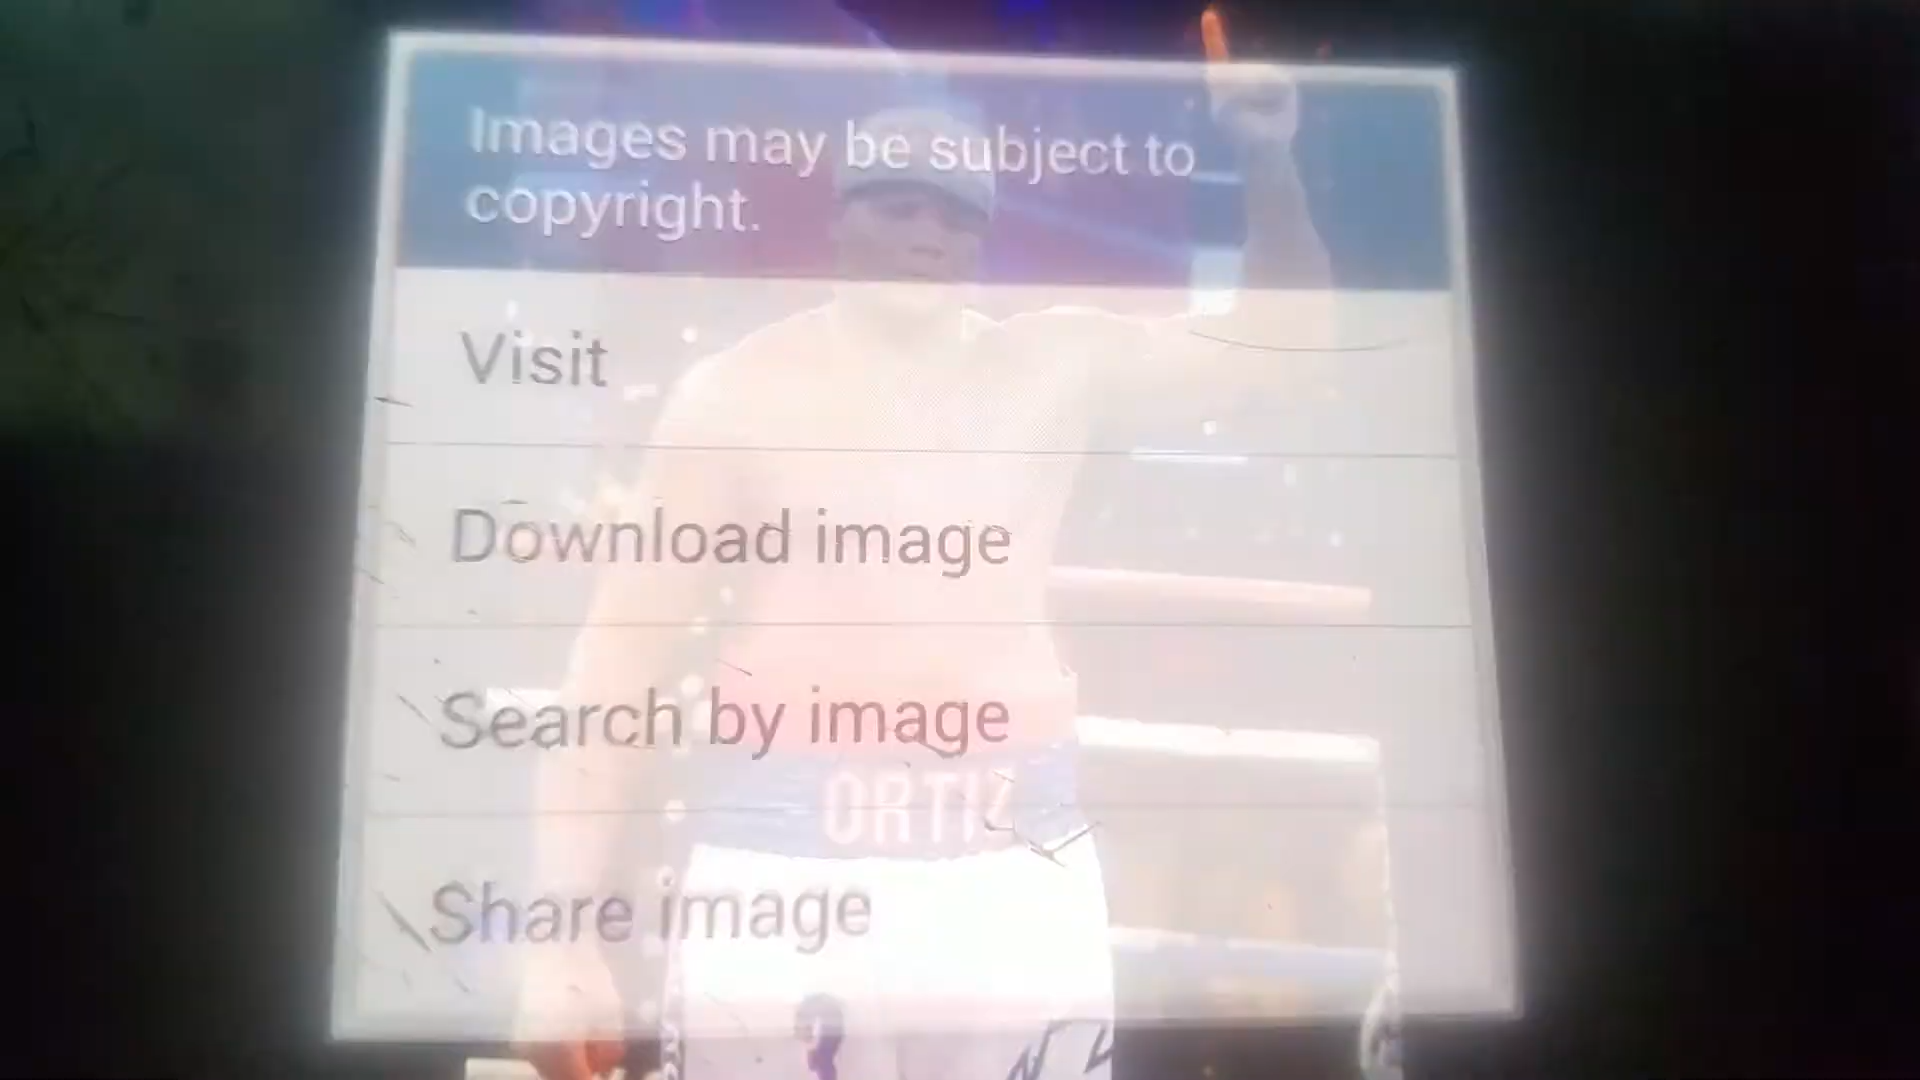 Images may be subject to
copyright.
Visit
Download image
Search by image
ORTIZ
Share image